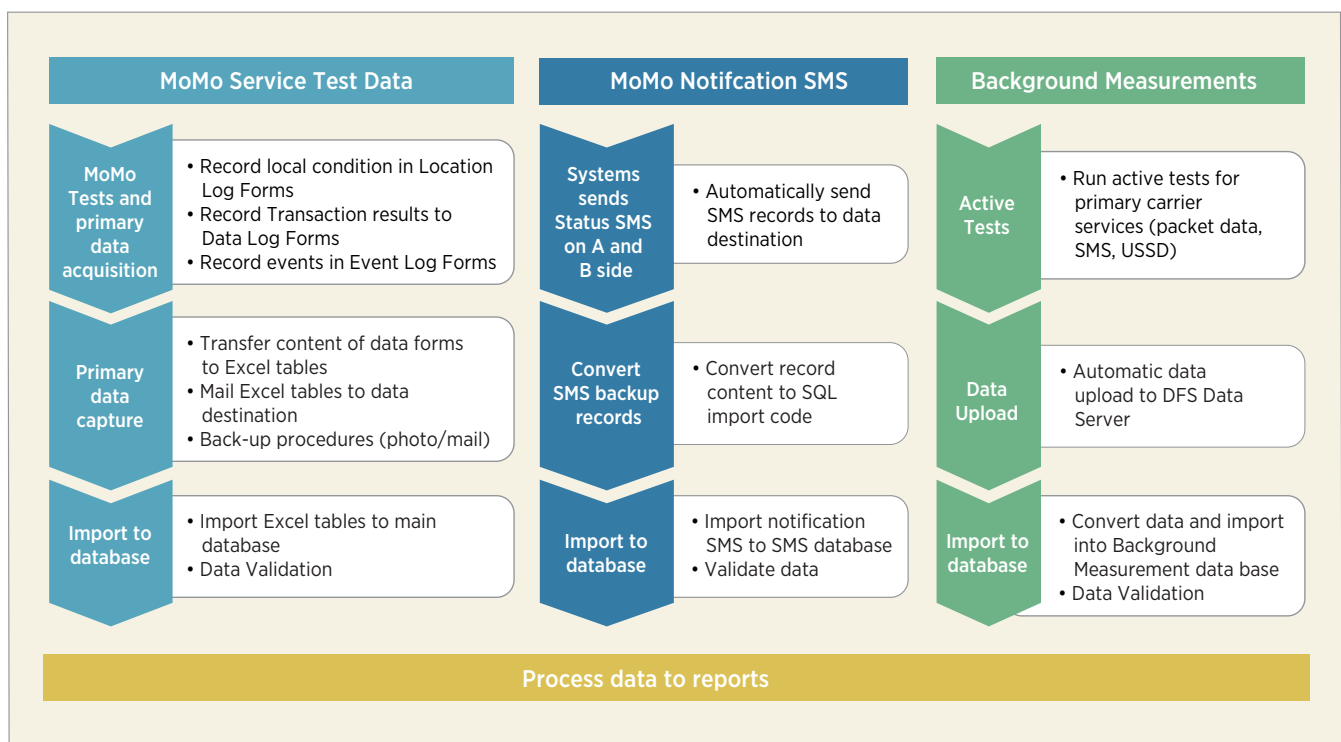 MoMo Service Test Data
MoMo
Tests and
primary
data
acquisition
• Record local condition in Location
Log Forms
• Record Transaction results to
Data Log Forms
• Record events in Event Log Forms
Primary
data
capture
• Transfer content of data forms
to Excel tables
• Mail Excel tables to data
destination
• Back-up procedures (photo/mail)
Import to
database
• Import Excel tables to main
database
• Data Validation
MoMo Notifcation SMS
Systems
sends
Status SMS
on A and
B side
• Automatically send
SMS records to data
destination
Convert
SMS backup
records
• Convert record
content to SQL
import code
Import to
database
• Import notification
SMS to SMS database
• Validate data
Background Measurements
Active
Tests
• Run active tests for
primary carrier
services (packet data,
SMS, USSD)
Data
Upload
• Automatic data
upload to DFS Data
Server
Import to
database
• Convert data and import
into Background
Measurement data base
• Data Validation
Process data to reports